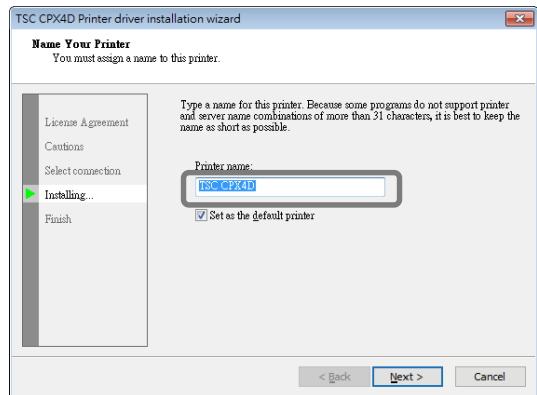 TSC CPX4D Printer driver installation wizard
Name Your Printer
You must assign a name to this printer.
License Agreement
Cautions
Select connection
Installing...
Finish
Type a name for this printer. Because some programs do not support printer
and server name combinations of more than 31 characters, it is best to keep the
name as short as possible.
Printer name:
TSC CPX4D
Set as the default printer
< Back
Next >
Cancel